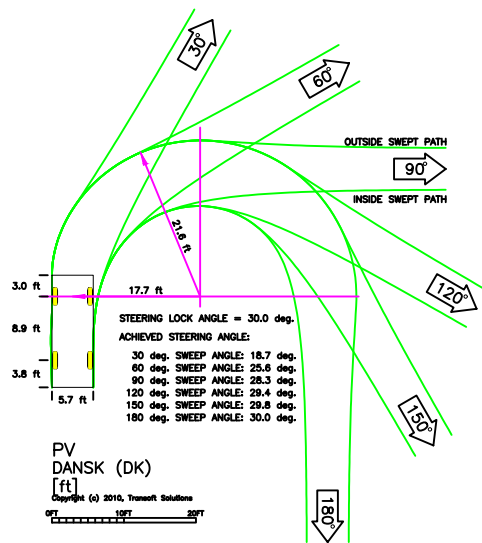 30°
60°
OUTSIDE SWEPT PATH
90°
INSIDE SWEPT PATH
21.6 ft
3.0 ft
17.7 ft
120°
STEERING LOCK ANGLE = 30.0 deg.
8.9 ft
ACHIEVED STEERING ANGLE:
30 deg. SWEEP ANGLE: 18.7 deg.
60 deg. SWEEP ANGLE: 25.6 deg.
3.8 ft
90 deg. SWEEP ANGLE: 28.3 deg.
120 deg. SWEEP ANGLE: 29.4 deg.
5.7 ft
150 deg. SWEEP ANGLE: 29.8 deg.
180 deg. SWEEP ANGLE: 30.0 deg.
150°
PV
DANSK (DK)
[ft]
Copyright (c) 2010, Transoft Solutions
0FT 10FT 20FT
180°